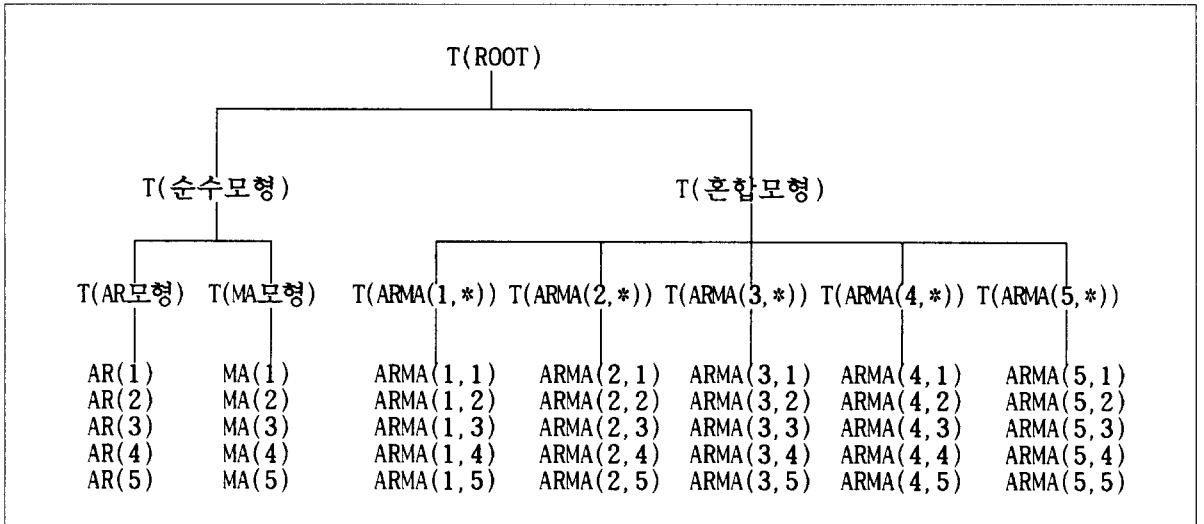 T(ROOT)
T(순수모형) T(혼합모형)
T(AR모형) T(MA모형) T(ARMA(1,*)) T(ARMA(2,*)) T(ARMA(3,*)) T(ARMA(4,*)) T(ARMA(5,*))
AR(1) MA(1) ARMA(1,1) ARMA(2,1) ARMA(3,1) ARMA(4,1) ARMA(5,1)
AR(2) MA(2) ARMA(1,2) ARMA(2,2) ARMA(3,2) ARMA(4,2) ARMA(5,2)
AR(3) MA(3) ARMA(1,3) ARMA(2,3) ARMA(3,3) ARMA(4,3) ARMA(5,3)
AR(4) MA(4) ARMA(1,4) ARMA(2,4) ARMA(3,4) ARMA(4,4) ARMA(5,4)
AR(5) MA(5) ARMA(1,5) ARMA(2,5) ARMA(3,5) ARMA(4,5) ARMA(5,5)